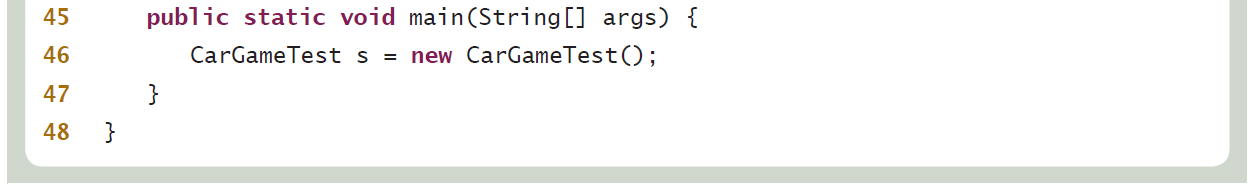 45 public static void main(String[] args) {
46 CarGameTest s = new CarGameTest();
47 }
48 }